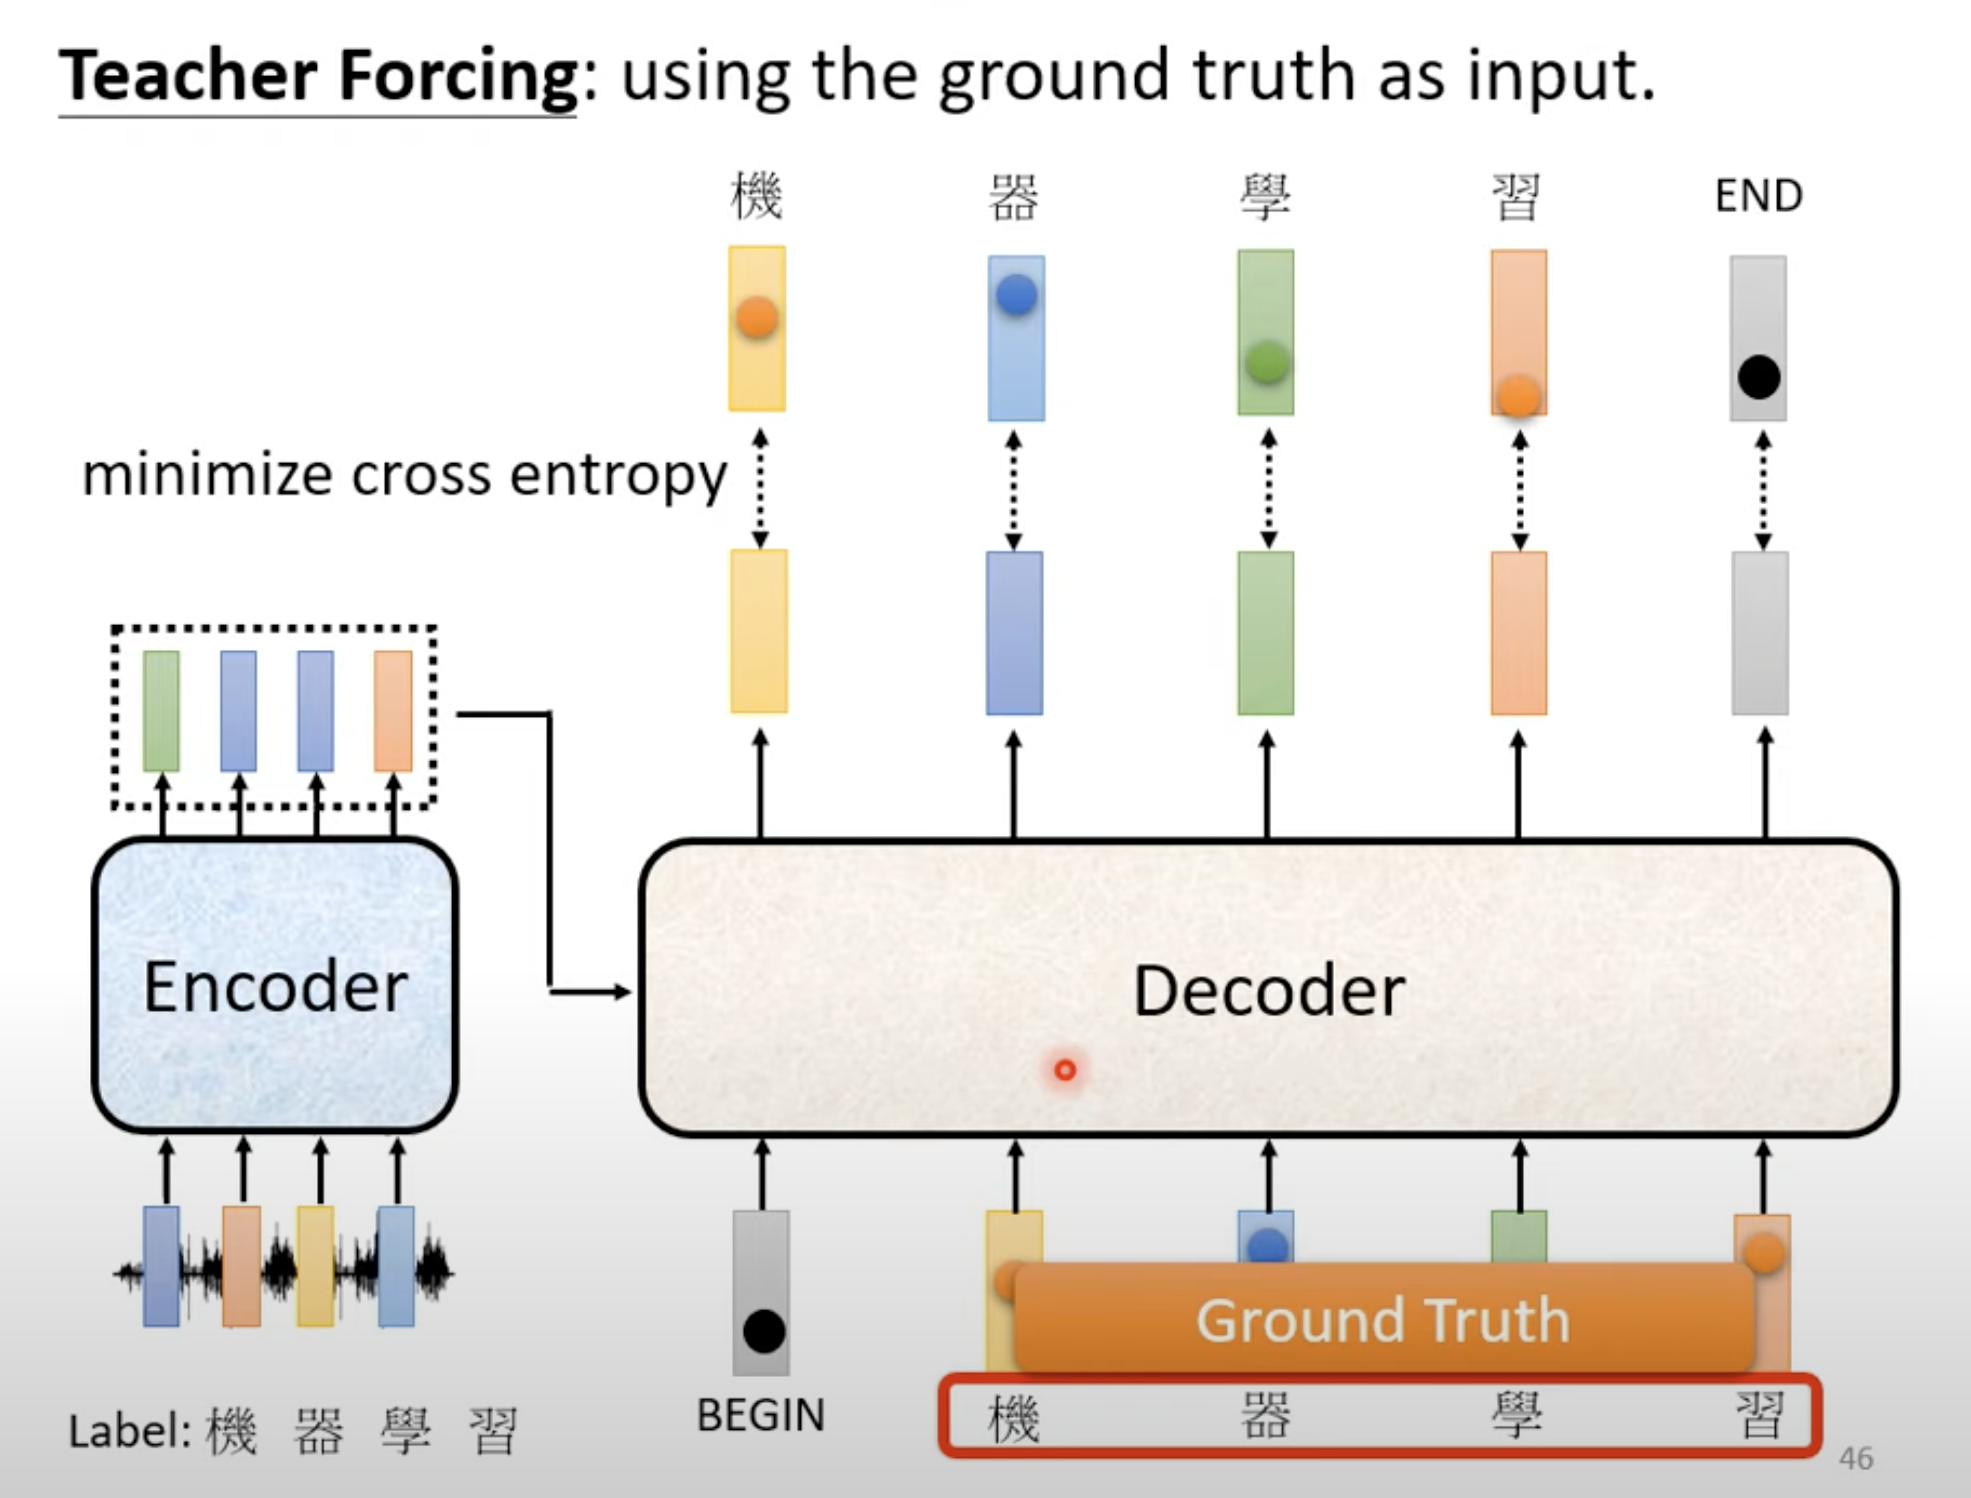 Teacher Forcing: using the ground truth as input.
機 器 學 習 END
minimize cross entropy
Encoder
Decoder
Ground Truth
Label: 機 器 學 習
BEGIN 機 器 學 習
46